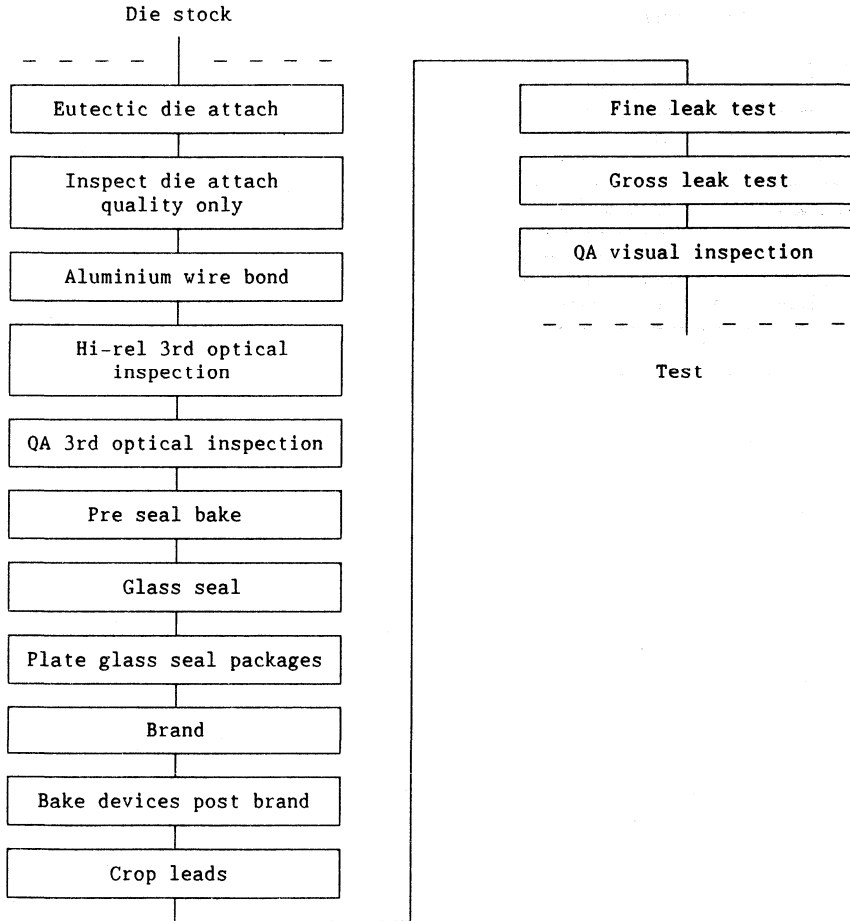 Die stock
Eutectic die attach
Inspect die attach
quality only
Aluminium wire bond
Hi-rel 3rd optical
inspection
QA 3rd optical inspection
Pre seal bake
Glass seal
Plate glass seal packages
Brand
Bake devices post brand
Crop leads
Fine leak test
Gross leak test
QA visual inspection
Test